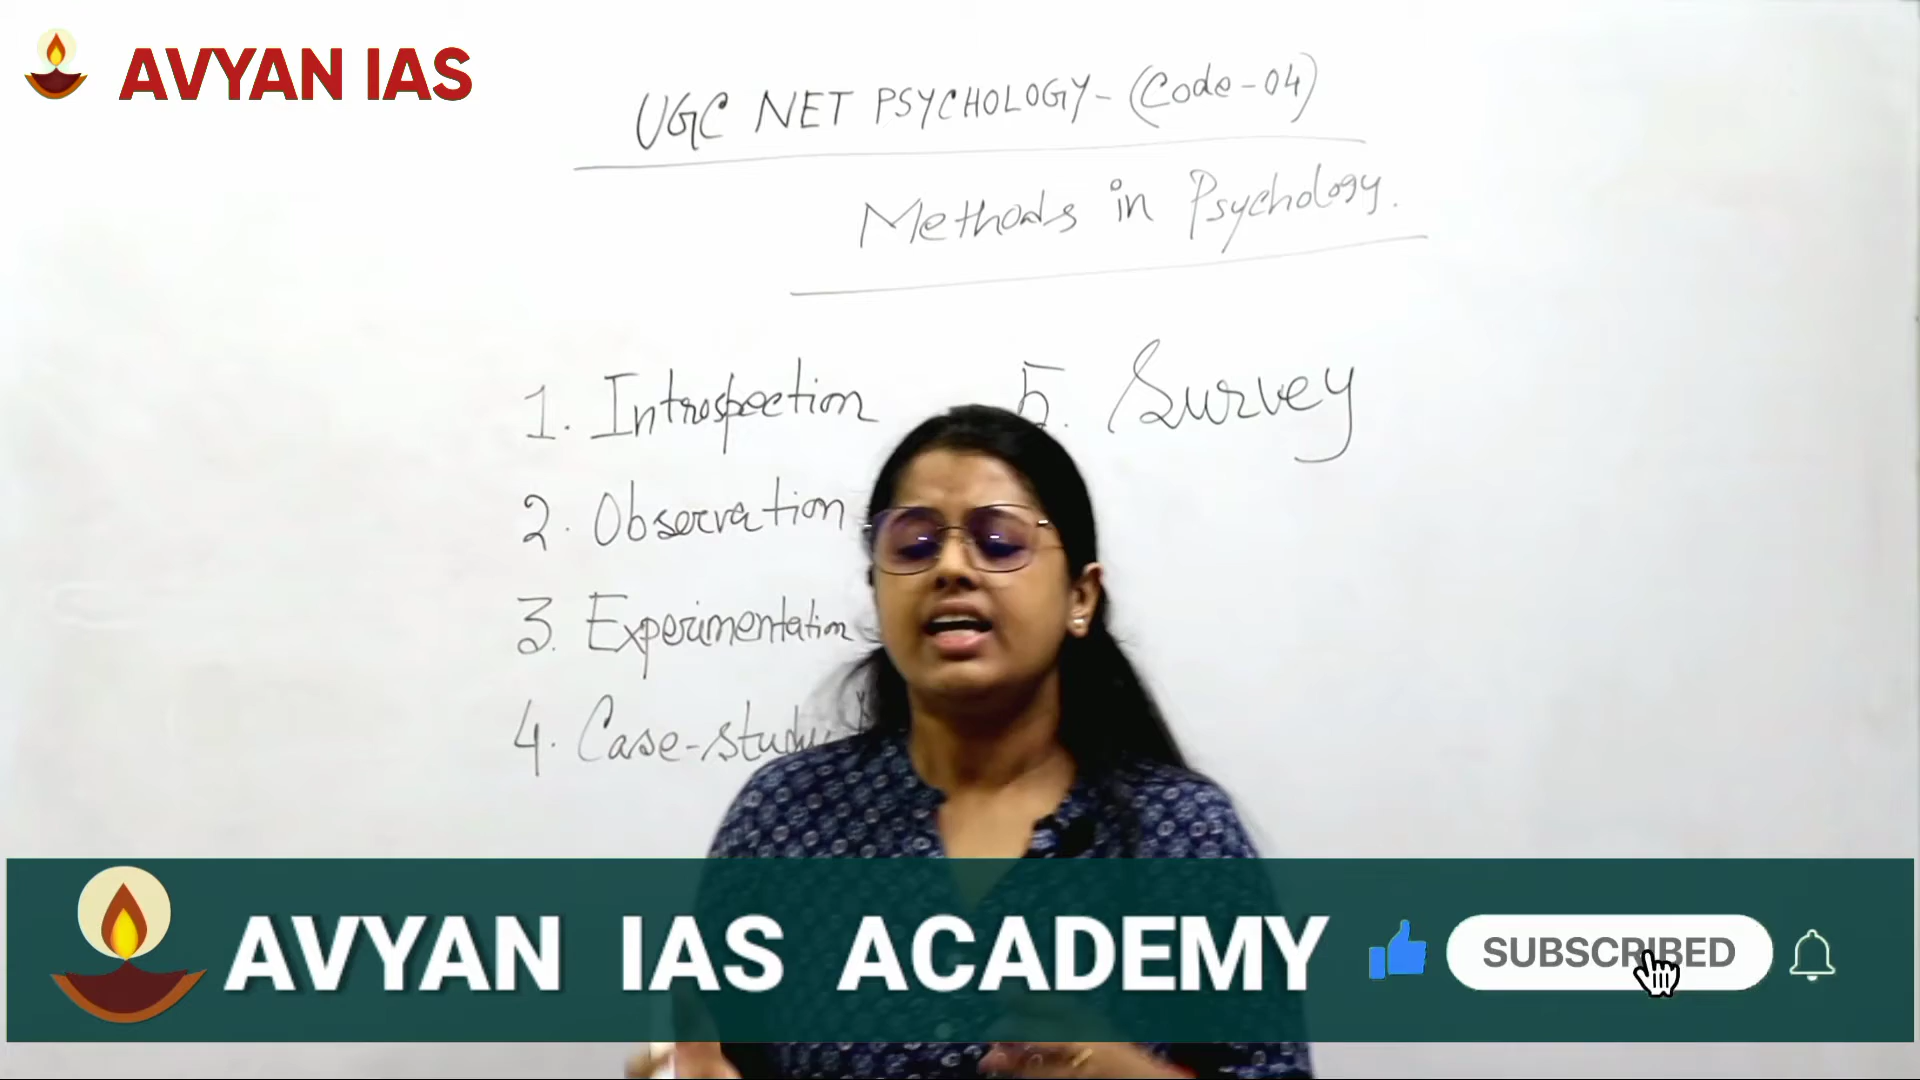 AVYAN IAS
UGC NET PSYCHOLOGY - (Code - 04)
Methods in Psychology.
1. Introspection
5. Survey
2. Observation
3. Experimentation
4. Case-study
AVYAN IAS ACADEMY
SUBSCRIBED